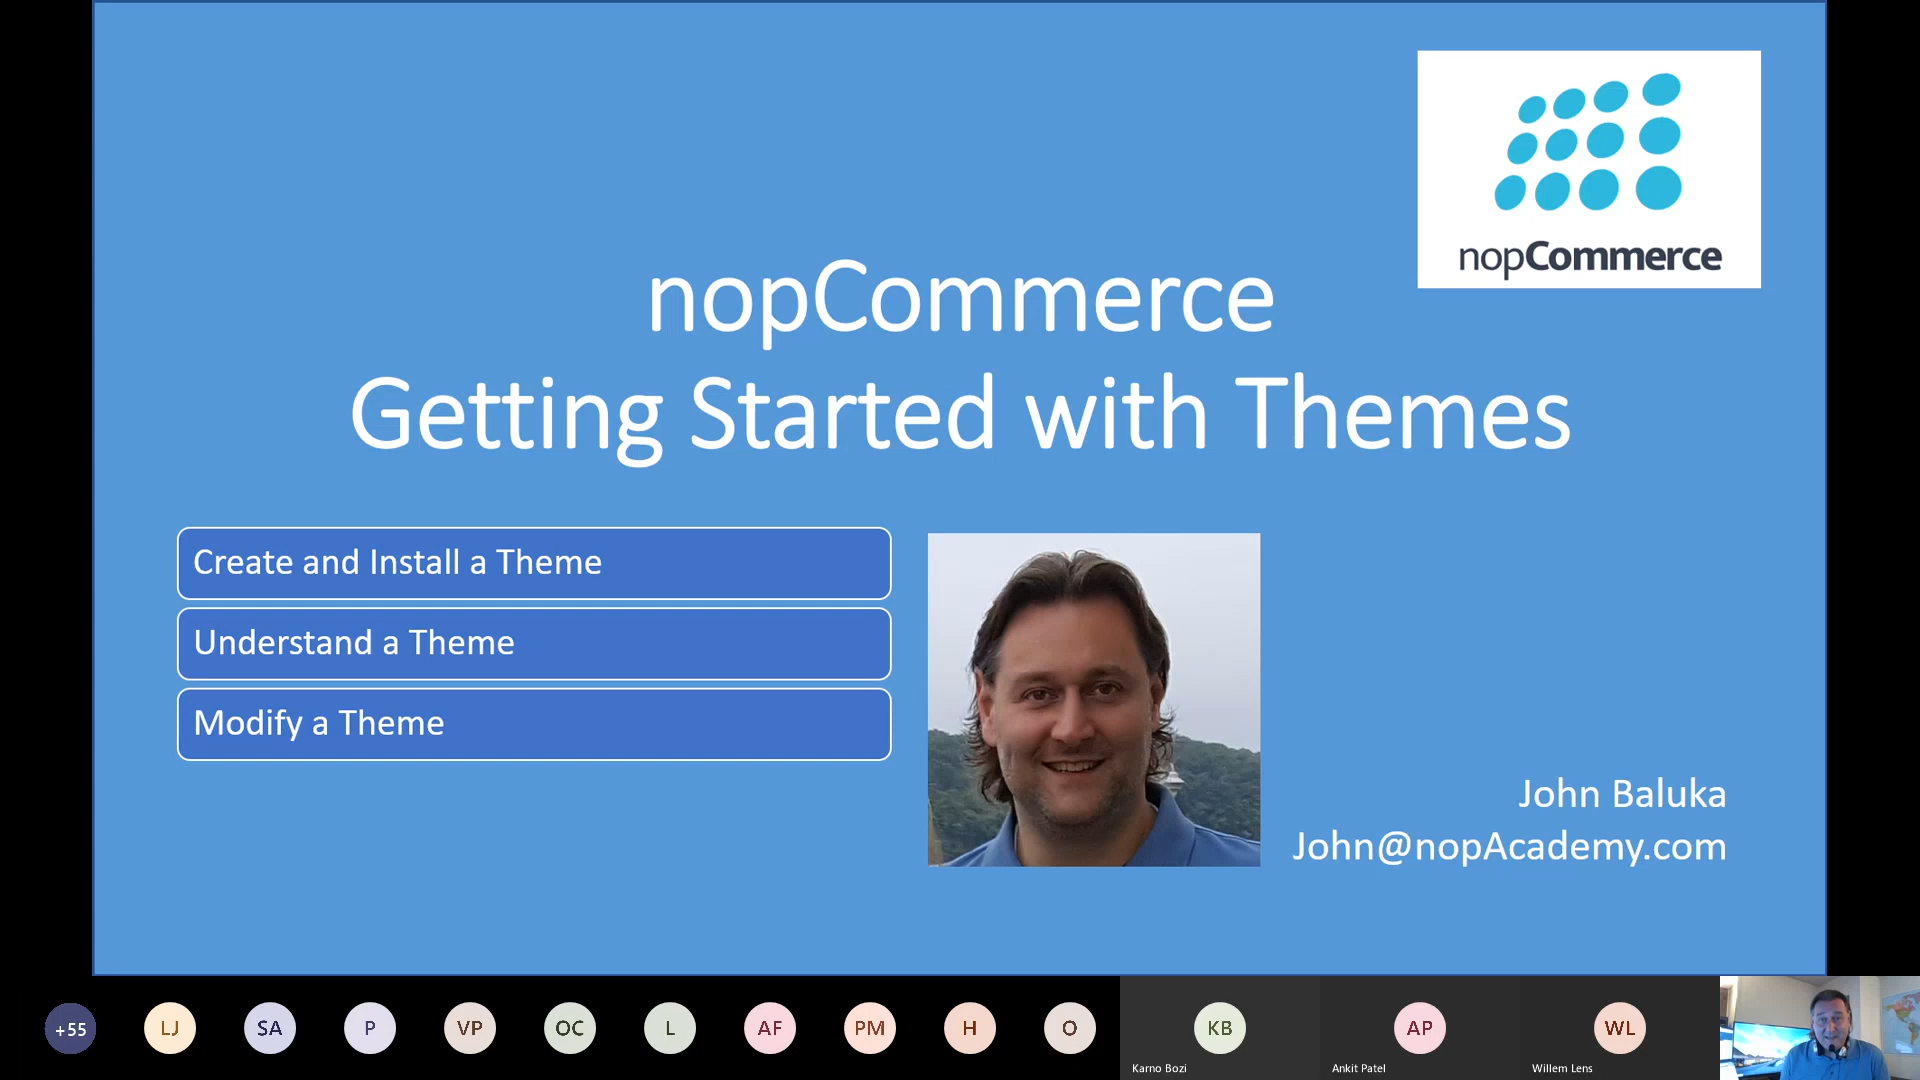 nopCommerce
nopCommerce
Getting Started with Themes
Create and Install a Theme
Understand a Theme
Modify a Theme
John Baluka
John@nopAcademy.com
+55
LJ
SA
P
VP
OC
L
AF
PM
H
O
KB
Karno Bozi
AP
Ankit Patel
WL
Willem Lens